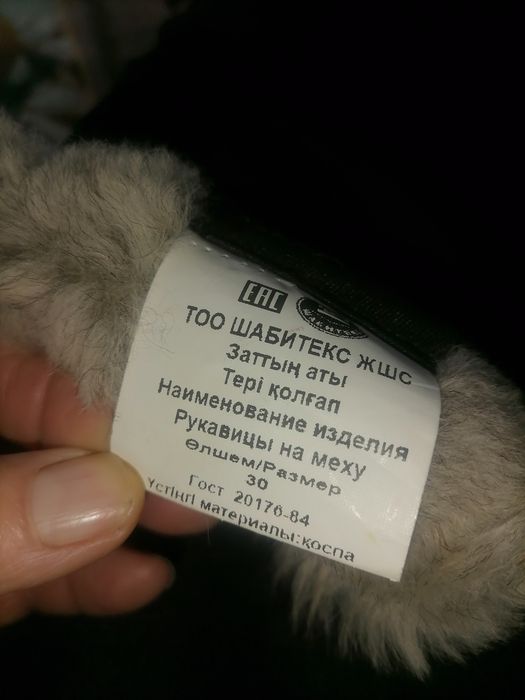 ЕАС
ТОО ШАБИТЕКС ЖШС
Заттың аты
Тері қолғап
Наименование изделия
Рукавицы на меху
Өлшем/Размер
30
Гост 20176-84
Үстіңгі материалы:қоспа